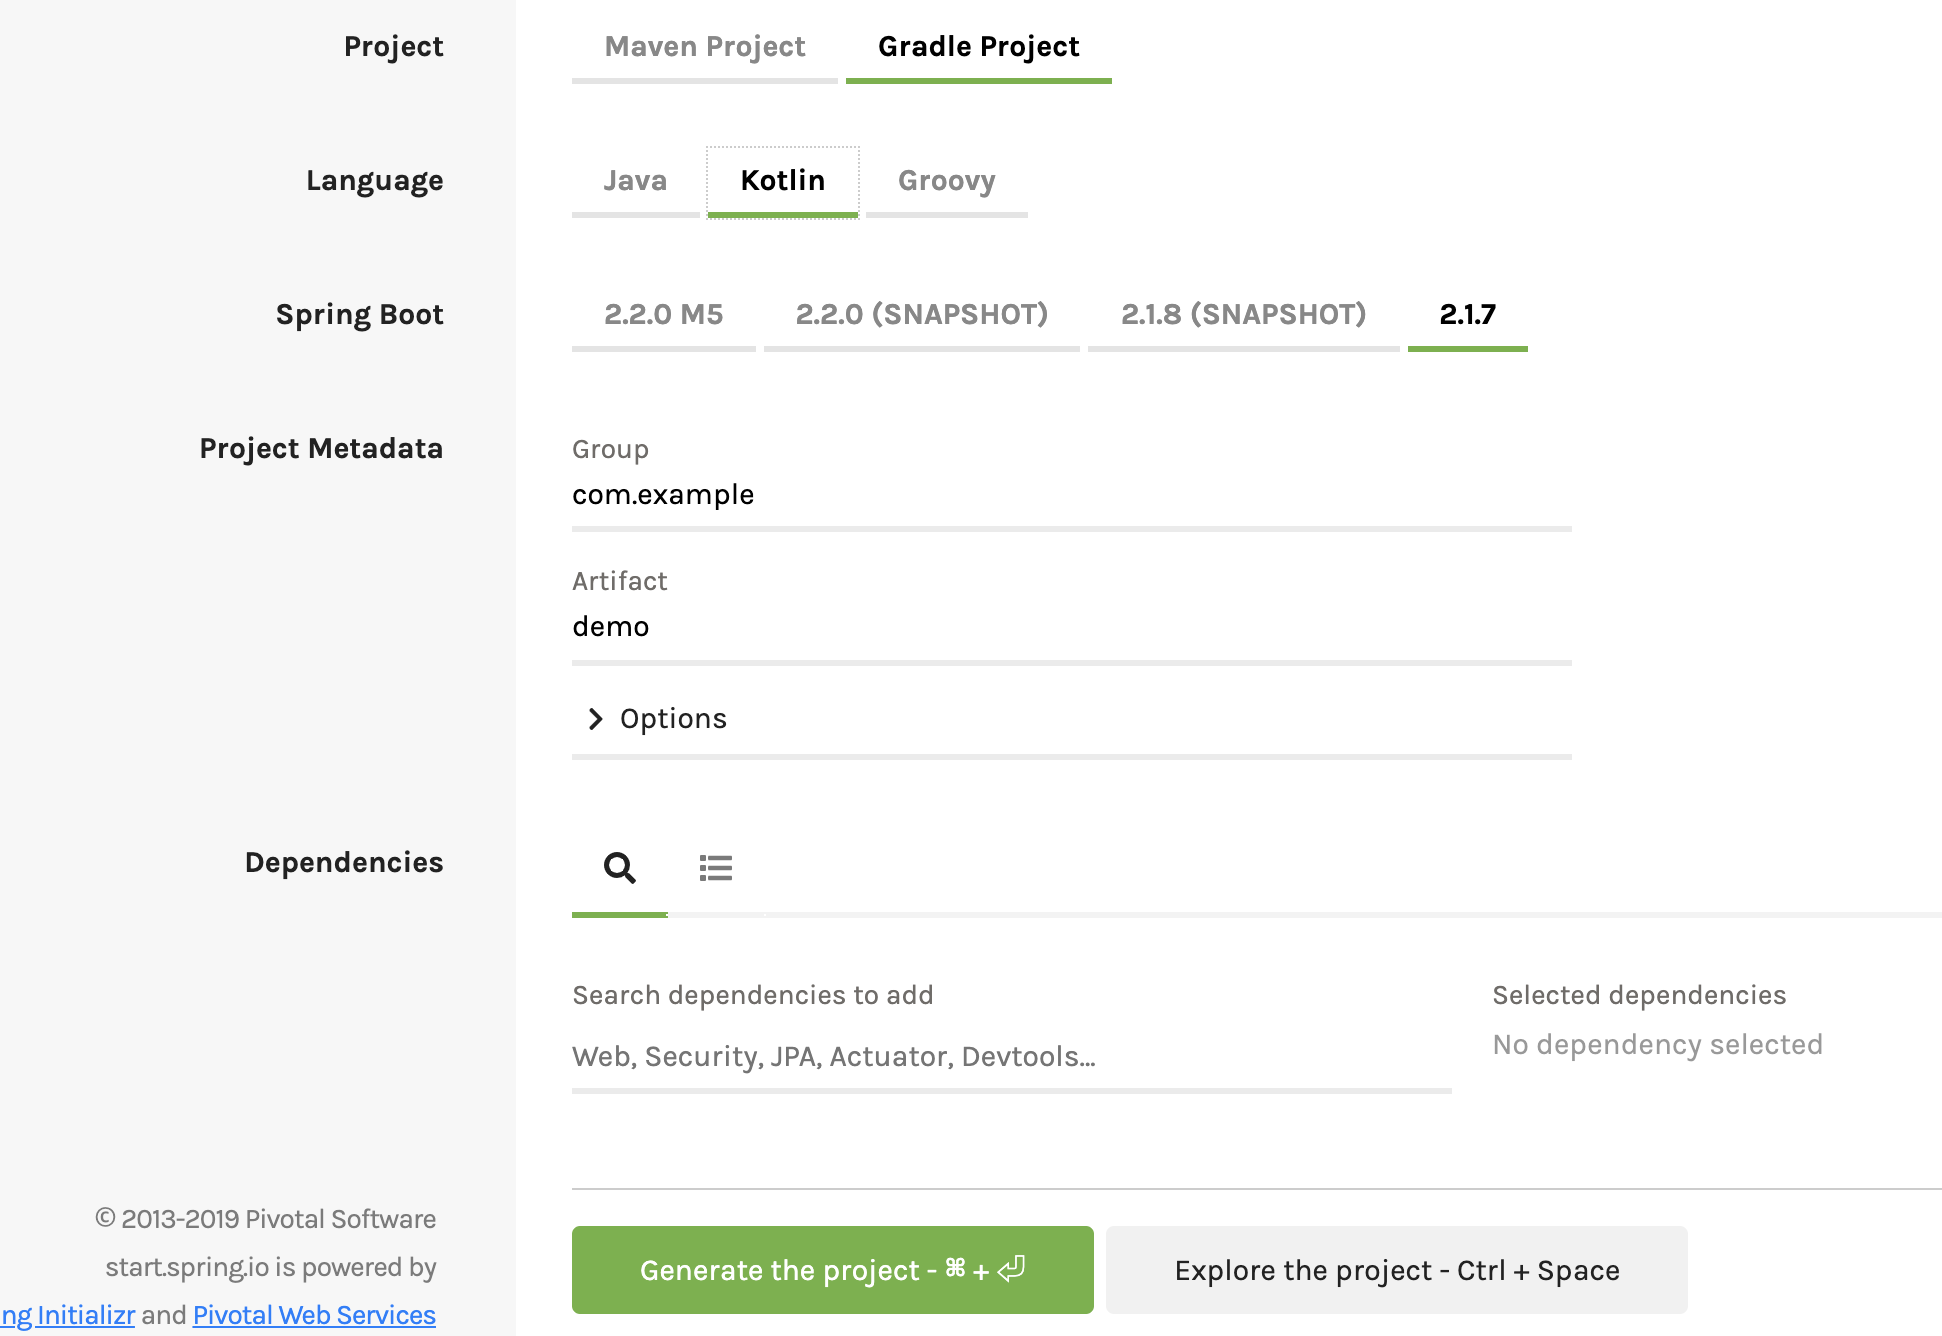 Project
Maven Project
Gradle Project
Language
Java
Kotlin
Groovy
Spring Boot
2.2.0 M5
2.2.0 (SNAPSHOT)
2.1.8 (SNAPSHOT)
2.1.7
Project Metadata
Group
com.example
Artifact
demo
Options
Dependencies
Search dependencies to add
Web, Security, JPA, Actuator, Devtools...
Selected dependencies
No dependency selected
© 2013-2019 Pivotal Software
start.spring.io is powered by
ng Initializr and Pivotal Web Services
Generate the project - ⌘ + ⏎
Explore the project - Ctrl + Space